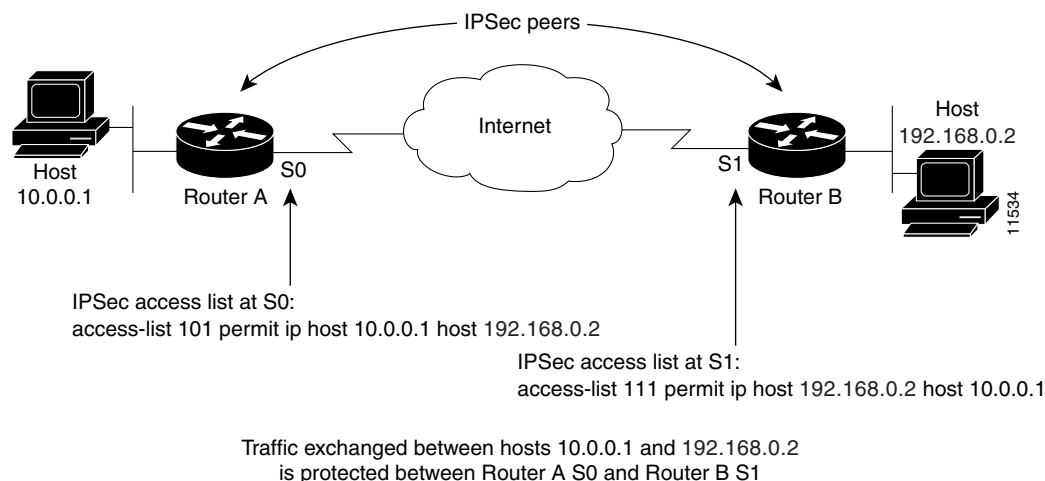 IPSec peers
Internet
Host
10.0.0.1
Router A
S0
S1
Router B
Host
192.168.0.2
11534
IPSec access list at S0:
access-list 101 permit ip host 10.0.0.1 host 192.168.0.2
IPSec access list at S1:
access-list 111 permit ip host 192.168.0.2 host 10.0.0.1
Traffic exchanged between hosts 10.0.0.1 and 192.168.0.2
is protected between Router A S0 and Router B S1